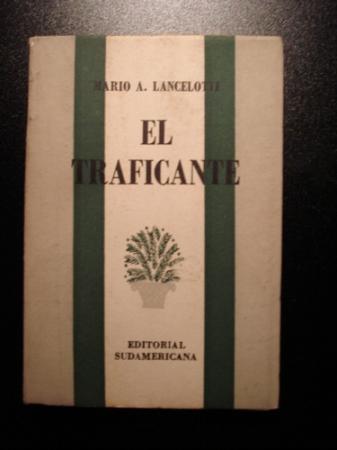 MARIO A. LANCELOTTI
EL
TRAFICANTE
EDITORIAL
SUDAMERICANA